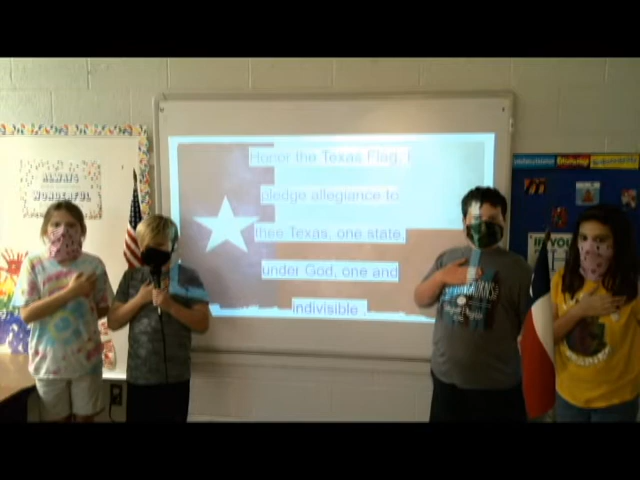 Honor the Texas Flag, I
pledge allegiance to
thee Texas, one state,
under God, one and
indivisible .
ALWAYS
WONDERFUL